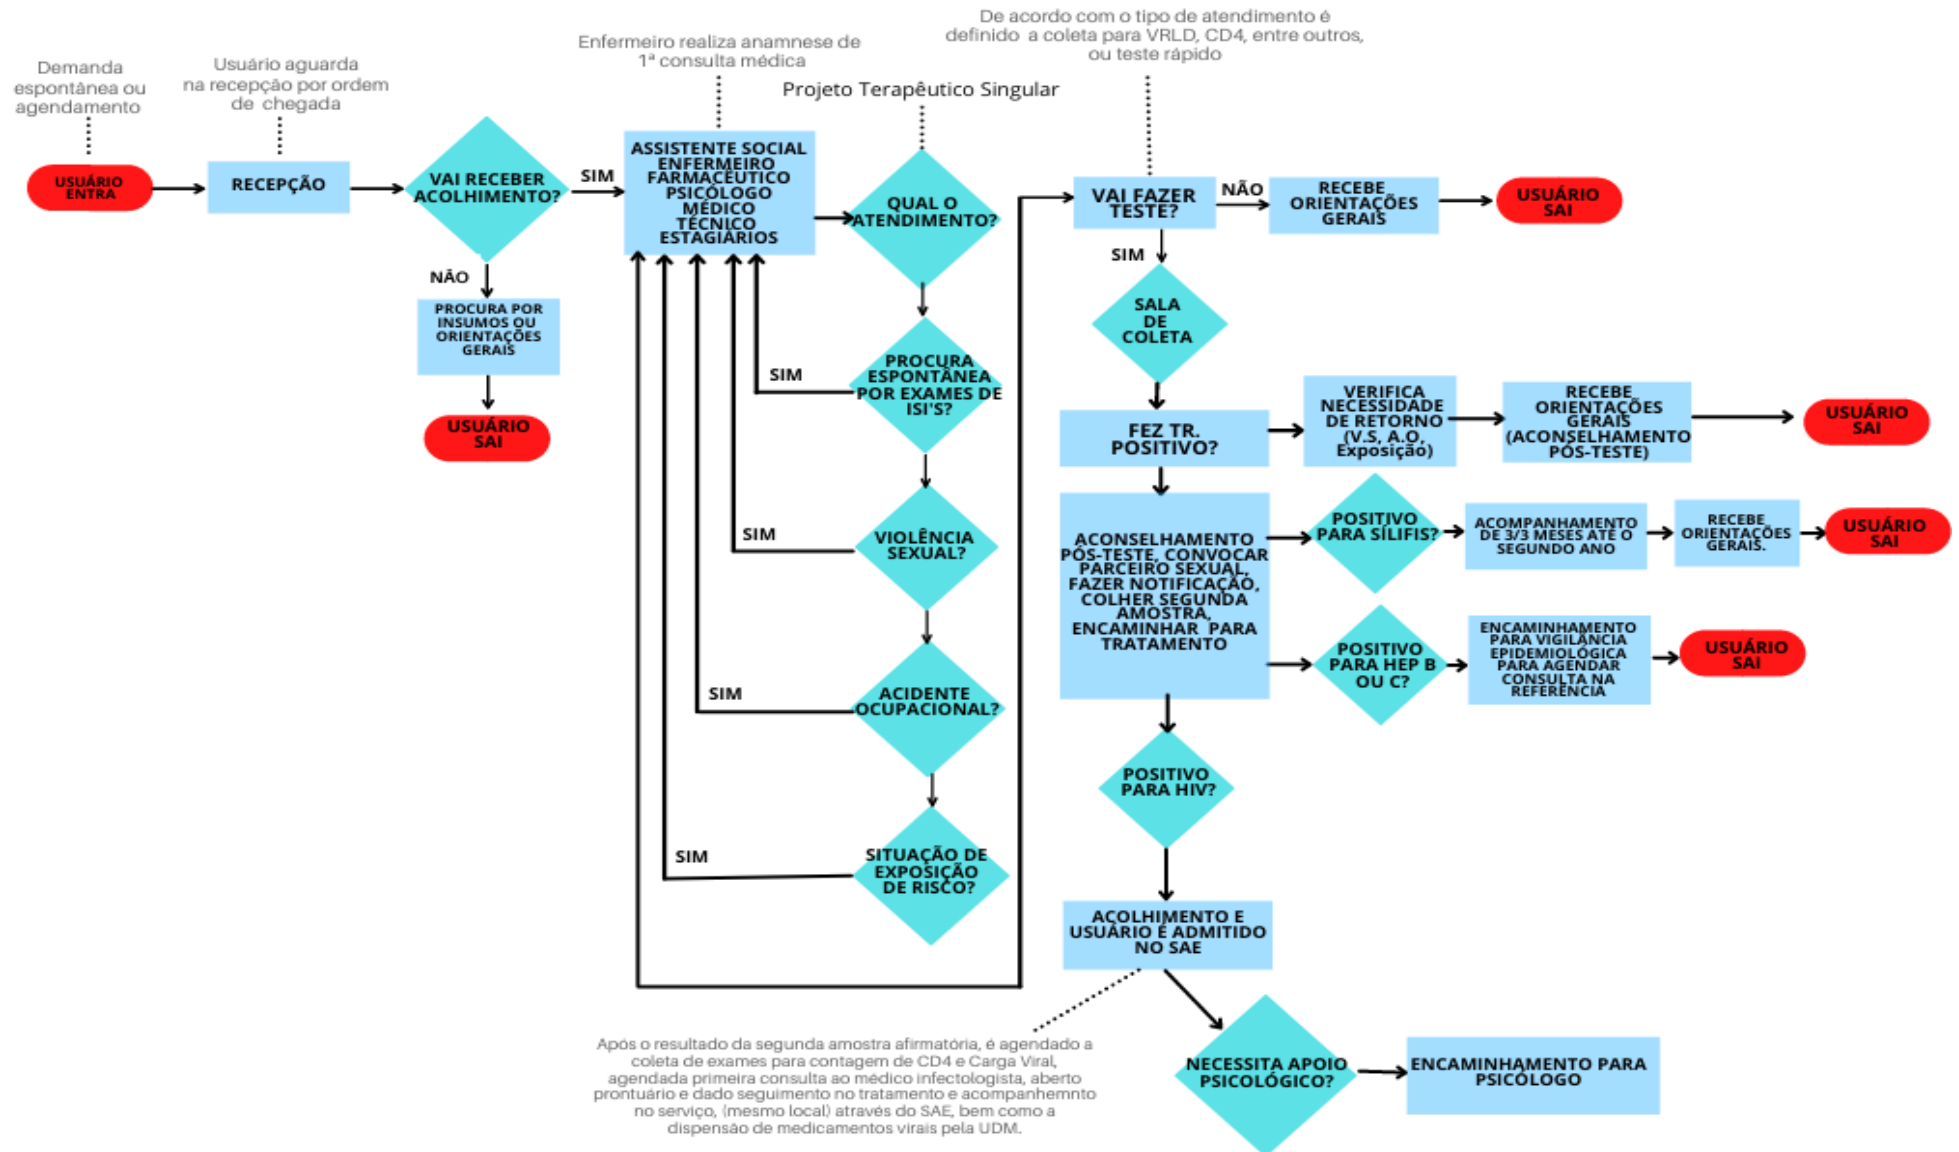 Demanda
espontânea ou
agendamento
Usuário aguarda
na recepção por ordem
de chegada
Enfermeiro realiza anamnese de
1ª consulta médica
Projeto Terapêutico Singular
De acordo com o tipo de atendimento é
definido a coleta para VRLD, CD4, entre outros,
ou teste rápido
USUÁRIO
ENTRA
RECEPÇÃO
VAI RECEBER
ACOLHIMENTO?
SIM
NÃO
PROCURA POR
INSUMOS OU
ORIENTAÇÕES
GERAIS
USUÁRIO
SAI
ASSISTENTE SOCIAL
ENFERMEIRO
FARMACÊUTICO
PSICÓLOGO
MÉDICO
TÉCNICO
ESTAGIÁRIOS
QUAL O
ATENDIMENTO?
PROCURA
ESPONTÂNEA
POR EXAMES DE
ISI'S?
SIM
VIOLÊNCIA
SEXUAL?
SIM
ACIDENTE
OCUPACIONAL?
SIM
SITUAÇÃO DE
EXPOSIÇÃO
DE RISCO?
SIM
VAI FAZER
TESTE?
NÃO
RECEBE
ORIENTAÇÕES
GERAIS
USUÁRIO
SAI
SIM
SALA
DE
COLETA
FEZ TR.
POSITIVO?
VERIFICA
NECESSIDADE
DE RETORNO
(V.S, A.O,
Exposição)
RECEBE
ORIENTAÇÕES
GERAIS
(ACONSELHAMENTO
PÓS-TESTE)
USUÁRIO
SAI
ACONSELHAMENTO
PÓS-TESTE, CONVOCAR
PARCEIRO SEXUAL,
FAZER NOTIFICAÇÃO,
COLHER SEGUNDA
AMOSTRA,
ENCAMINHAR PARA
TRATAMENTO
POSITIVO
PARA SÍLIFIS?
ACOMPANHAMENTO
DE 3/3 MESES ATÉ O
SEGUNDO ANO
RECEBE
ORIENTAÇÕES
GERAIS.
USUÁRIO
SAI
POSITIVO
PARA HEP B
OU C?
ENCAMINHAMENTO
PARA VIGILÂNCIA
EPIDEMIOLÓGICA
PARA AGENDAR
CONSULTA NA
REFERÊNCIA
USUÁRIO
SAI
POSITIVO
PARA HIV?
ACOLHIMENTO E
USUÁRIO É ADMITIDO
NO SAE
Após o resultado da segunda amostra afirmatória, é agendado a
coleta de exames para contagem de CD4 e Carga Viral,
agendada primeira consulta ao médico infectologista, aberto
prontuário e dado seguimento no tratamento e acompanhemnto
no serviço, (mesmo local) através do SAE, bem como a
dispensão de medicamentos virais pela UDM.
NECESSITA APOIO
PSICOLÓGICO?
ENCAMINHAMENTO PARA
PSICÓLOGO